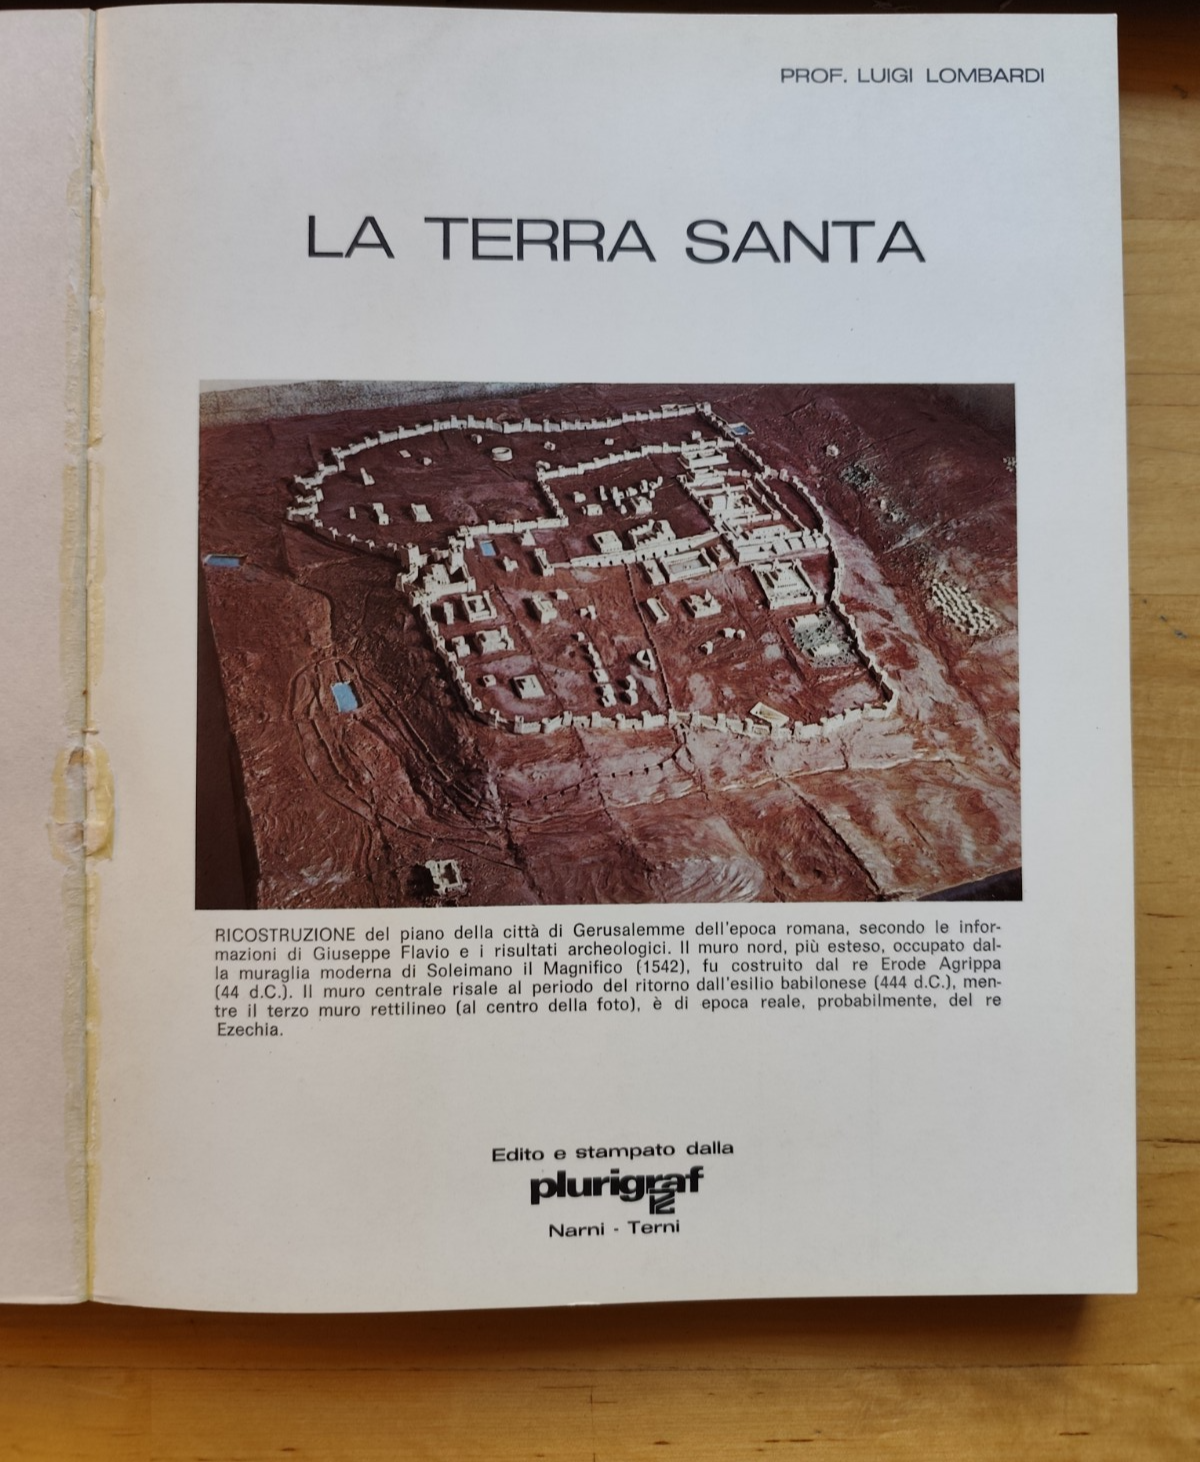 PROF. LUIGI LOMBARDI
LA TERRA SANTA
RICOSTRUZIONE del piano della città di Gerusalemme dell'epoca romana, secondo le infor-
mazioni di Giuseppe Flavio e i risultati archeologici. Il muro nord, più esteso, occupato dal-
la muraglia moderna di Soleimano il Magnifico (1542), fu costruito dal re Erode Agrippa
(44 d.C.). Il muro centrale risale al periodo del ritorno dall'esilio babilonese (444 d.C.), men-
tre il terzo muro rettilineo (al centro della foto), è di epoca reale, probabilmente, del re
Ezechia.
Edito e stampato dalla
plurigraf
Narni - Terni